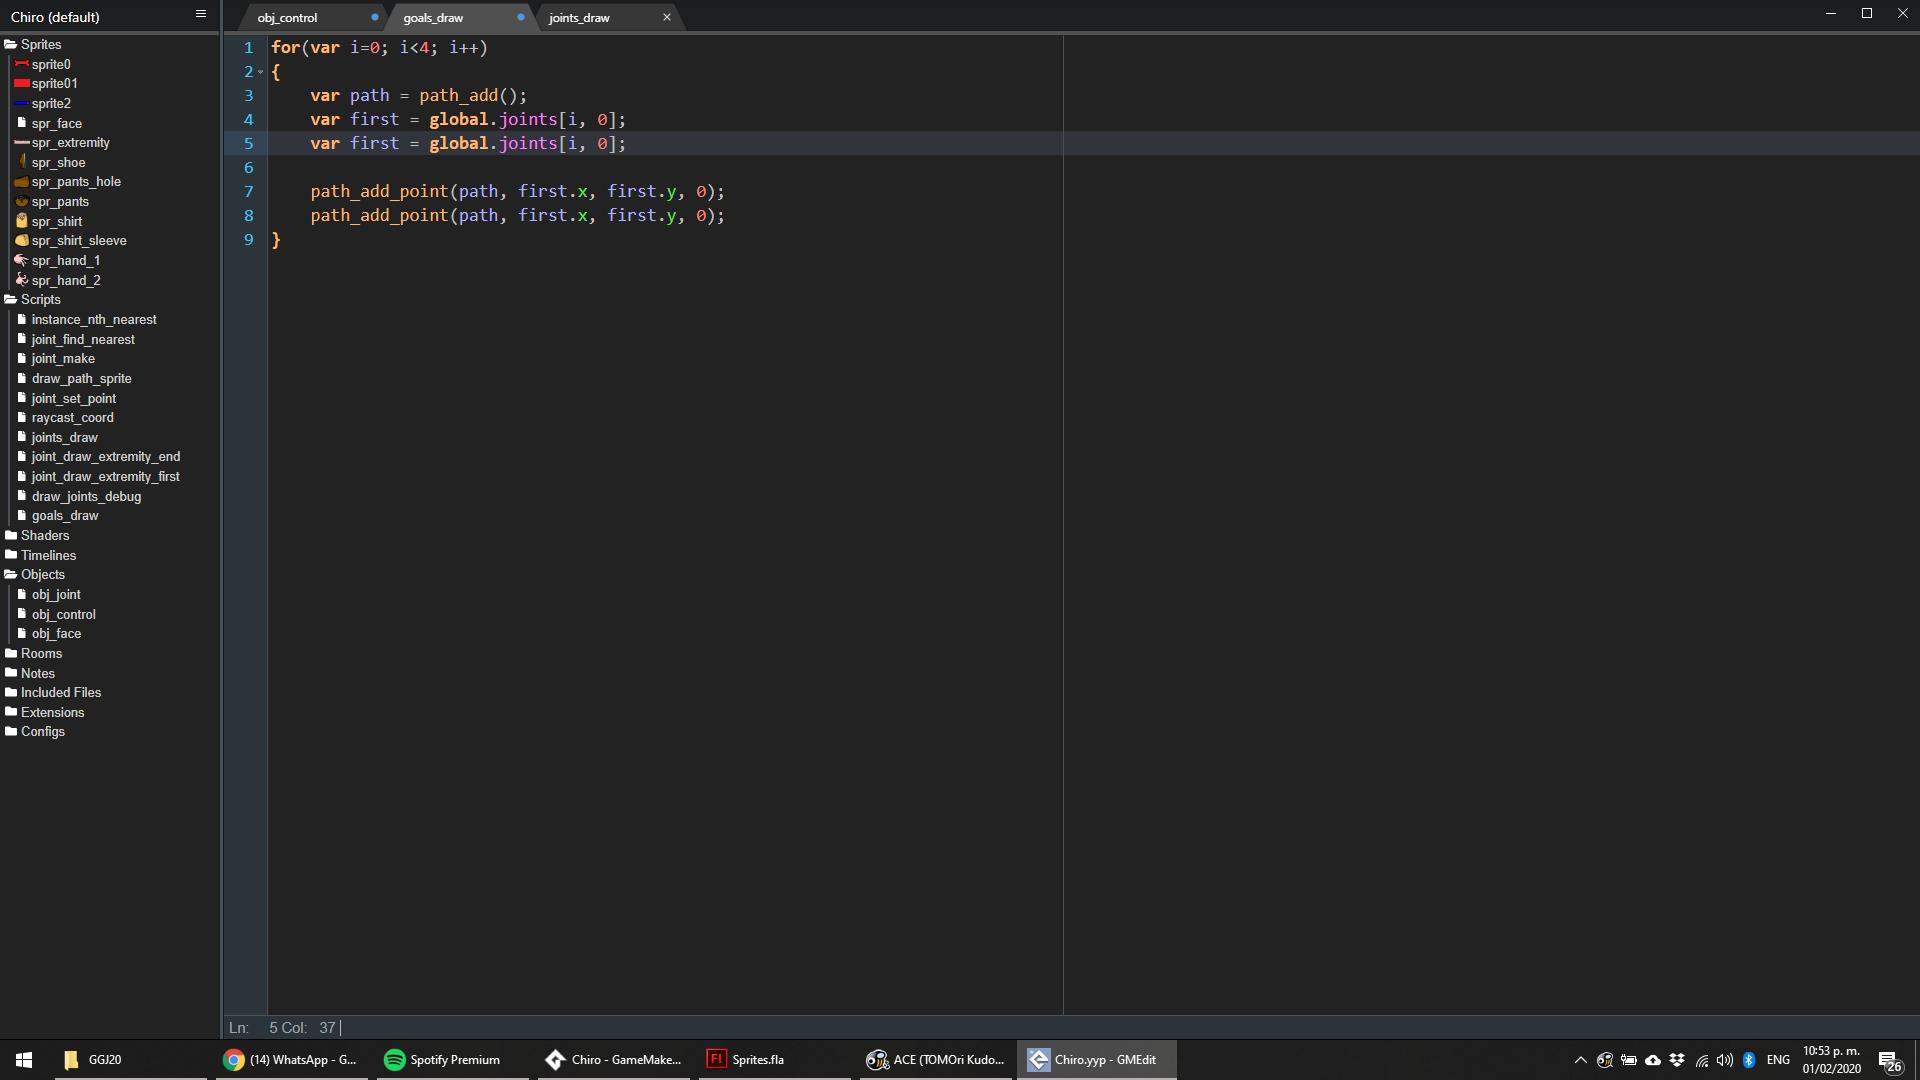 Chiro (default)
obj_control
goals_draw
joints_draw
Sprites
sprite0
sprite01
sprite2
spr_face
spr_extremity
spr_shoe
spr_pants_hole
spr_pants
spr_shirt
spr_shirt_sleeve
spr_hand_1
spr_hand_2
Scripts
instance_nth_nearest
joint_find_nearest
joint_make
draw_path_sprite
joint_set_point
raycast_coord
joints_draw
joint_draw_extremity_end
joint_draw_extremity_first
draw_joints_debug
goals_draw
Shaders
Timelines
Objects
obj_joint
obj_control
obj_face
Rooms
Notes
Included Files
Extensions
Configs
1 for(var i=0; i<4; i++)
2 {
3 var path = path_add();
4 var first = global.joints[i, 0];
5 var first = global.joints[i, 0];
6
7 path_add_point(path, first.x, first.y, 0);
8 path_add_point(path, first.x, first.y, 0);
9 }
Ln: 5 Col: 37
GGJ20
(14) WhatsApp - G...
Spotify Premium
Chiro - GameMake...
Fl
Sprites.fla
ACE (TOMOri Kudo...
Chiro.yyp - GMEdit
ENG
10:53 p. m.
01/02/2020
26